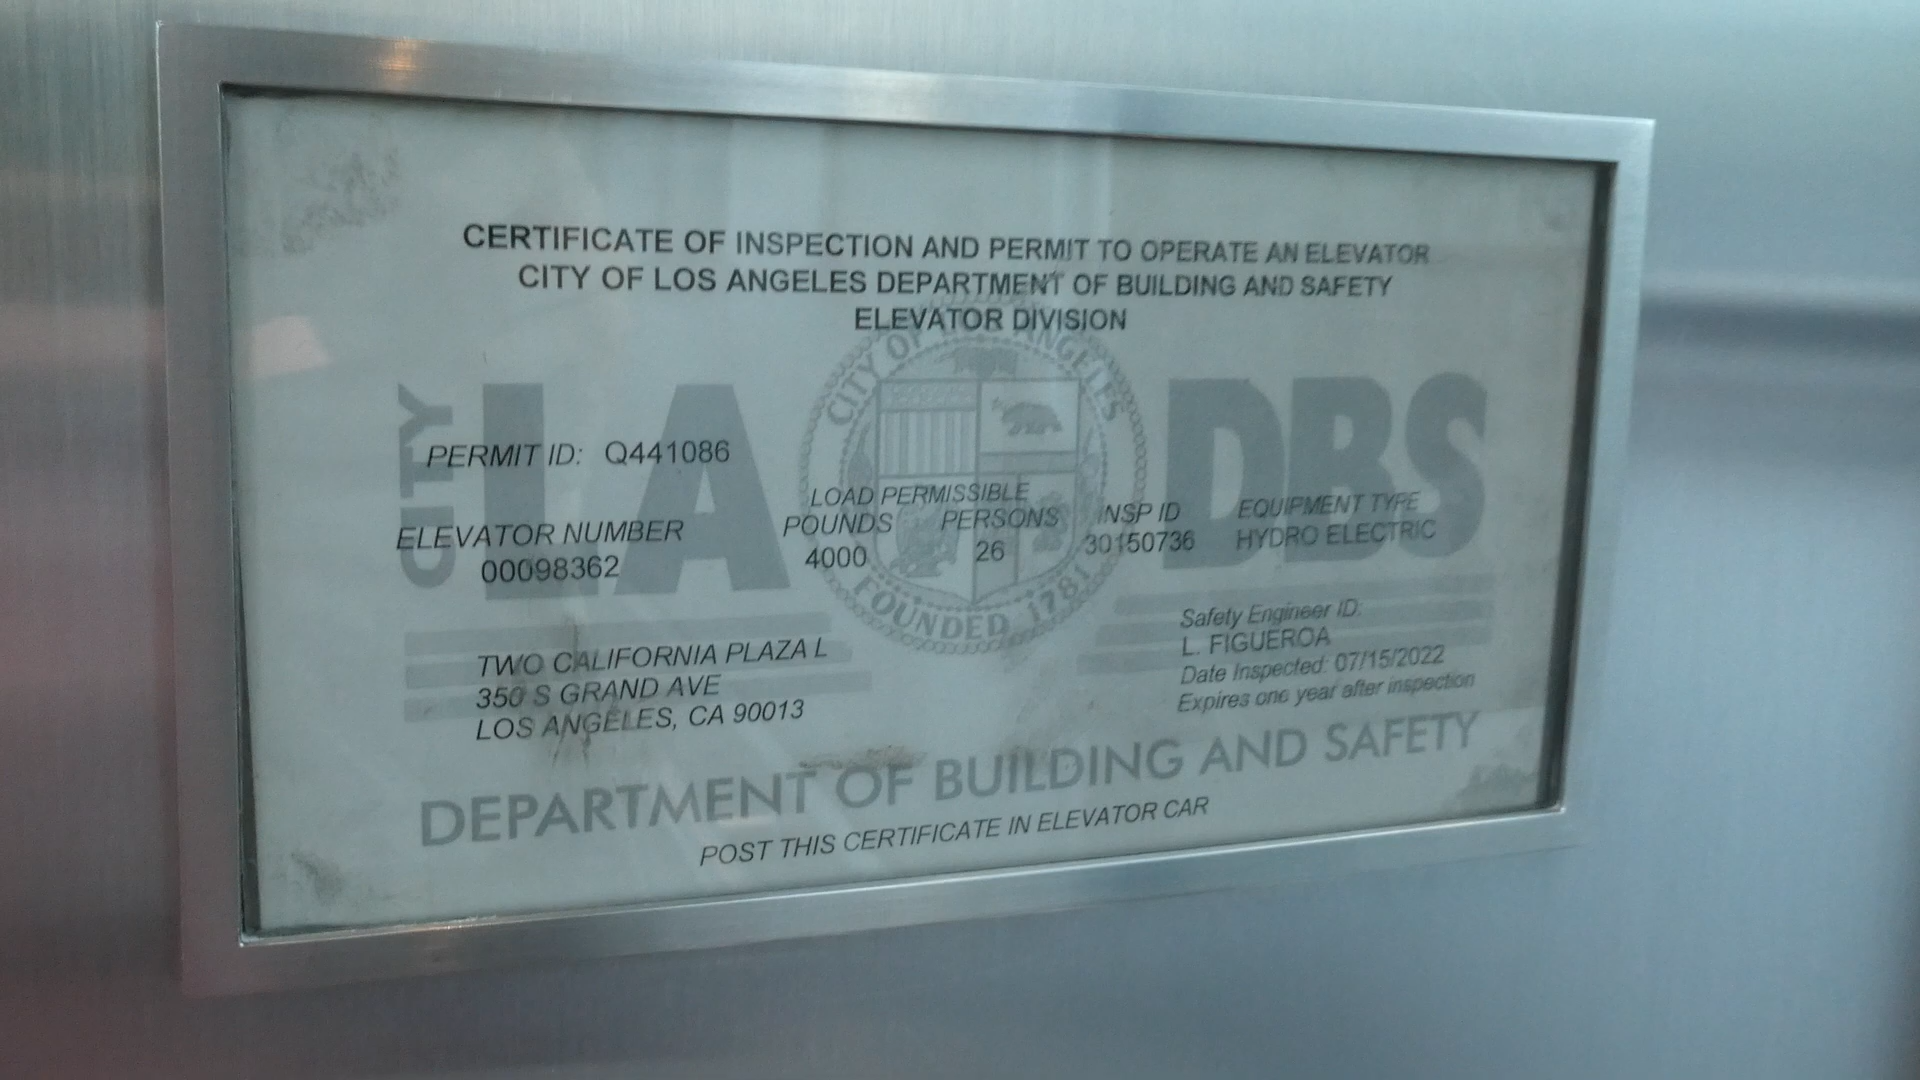 CERTIFICATE OF INSPECTION AND PERMIT TO OPERATE AN ELEVATOR
CITY OF LOS ANGELES DEPARTMENT OF BUILDING AND SAFETY
ELEVATOR DIVISION
CITY LA DBS
CITY OF LOS ANGELES
FOUNDED 1781
PERMIT ID: Q441086
LOAD PERMISSIBLE
ELEVATOR NUMBER POUNDS PERSONS INSP ID EQUIPMENT TYPE
00098362 4000 26 30150736 HYDRO ELECTRIC
TWO CALIFORNIA PLAZA L
350 S GRAND AVE
LOS ANGELES, CA 90013
Safety Engineer ID:
L. FIGUEROA
Date Inspected: 07/15/2022
Expires one year after inspection
DEPARTMENT OF BUILDING AND SAFETY
POST THIS CERTIFICATE IN ELEVATOR CAR